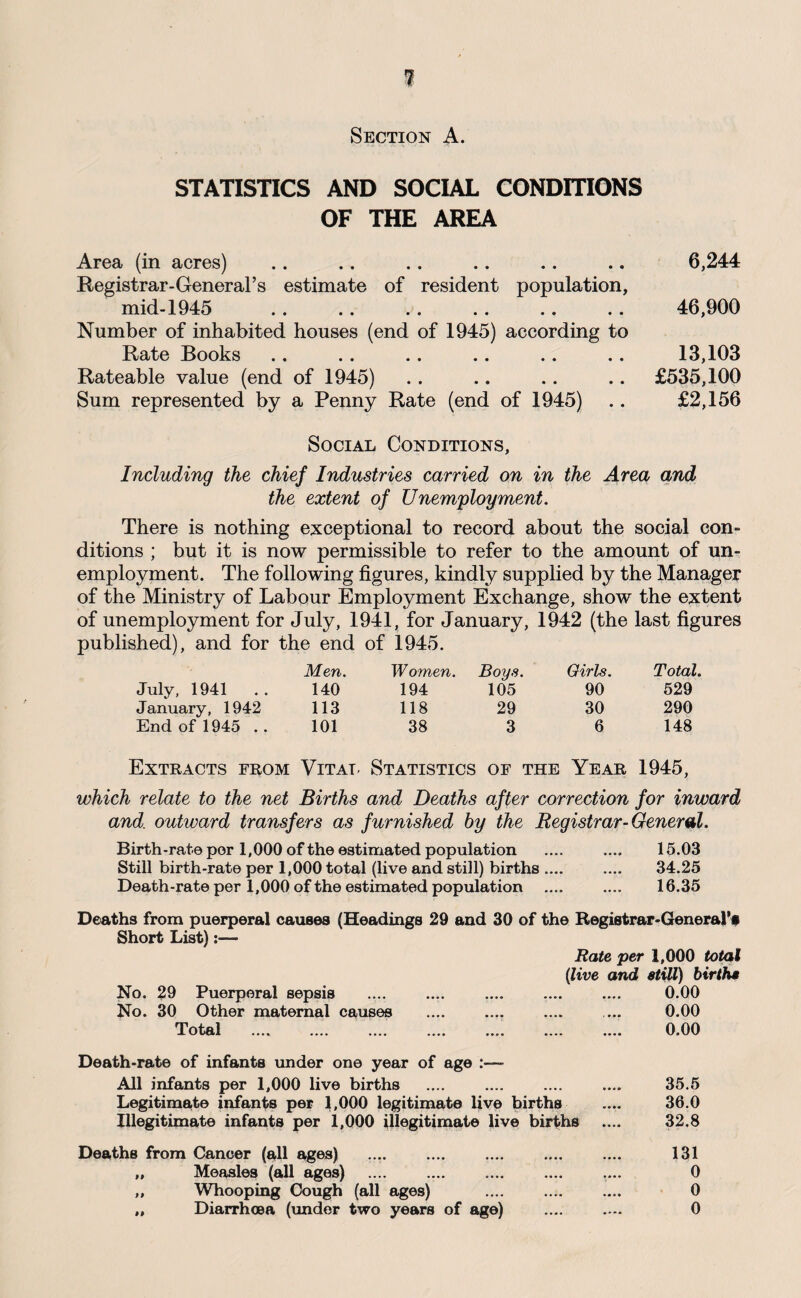 7
SECTION A.
STATISTICS AND SOCIAL CONDITIONS
OF THE AREA
Area (in acres) .. .. .. .. .. .. 6,244
Registrar-General's estimate of resident population,
mid-1945 .. .. .. .. .. .. 46,900
Number of inhabited houses (end of 1945) according to
Rate Books .. .. .. .. .. .. 13,103
Rateable value (end of 1945) .. .. .. .. £535,100
Sum represented by a Penny Rate (end of 1945) .. £2,156
SOCIAL CONDITIONS,
Including the chief Industries carried on in the Area and
the extent of Unemployment.
There is nothing exceptional to record about the social con-
ditions ; but it is now permissible to refer to the amount of un-
employment. The following figures, kindly supplied by the Manager
of the Ministry of Labour Employment Exchange, show the extent
of unemployment for July, 1941, for January, 1942 (the last figures
published), and for the end of 1945.
Men. Women. Boys. Girls. Total.
July, 1941 .. 140 194 105 90 529
January, 1942 113 118 29 30 290
End of 1945 .. 101 38 3 6 148
EXTRACTS FROM VITAL STATISTICS OF THE YEAR 1945,
which relate to the net Births and Deaths after correction for inward
and outward transfers as furnished by the Registrar-General.
Birth-rate per 1,000 of the estimated population .... .... 15.03
Still birth-rate per 1,000 total (live and still) births .... .... 34.25
Death-rate per 1,000 of the estimated population .... .... 16.35
Deaths from puerperal causes (Headings 29 and 30 of the Registrar-General's
Short List) :—
Rate per 1,000 total
(live and still) births
No. 29 Puerperal sepsis .... .... .... .... .... 0.00
No. 30 Other maternal causes .... .... .... .... 0.00
Total .... .... .... .... .... .... .... 0.00
Death-rate of infants under one year of age :—
All infants per 1,000 live births .... .... .... .... 35.5
Legitimate infants per 1,000 legitimate live births .... 36.0
Illegitimate infants per 1,000 illegitimate live births .... 32.8
Deaths from Cancer (all ages) .... .... .... .... .... 131
„ Measles (all ages) .... .... .... .... .... 0
„ Whooping Cough (all ages) .... .... .... 0
„ Diarrhœa (under two years of age) .... .... 0